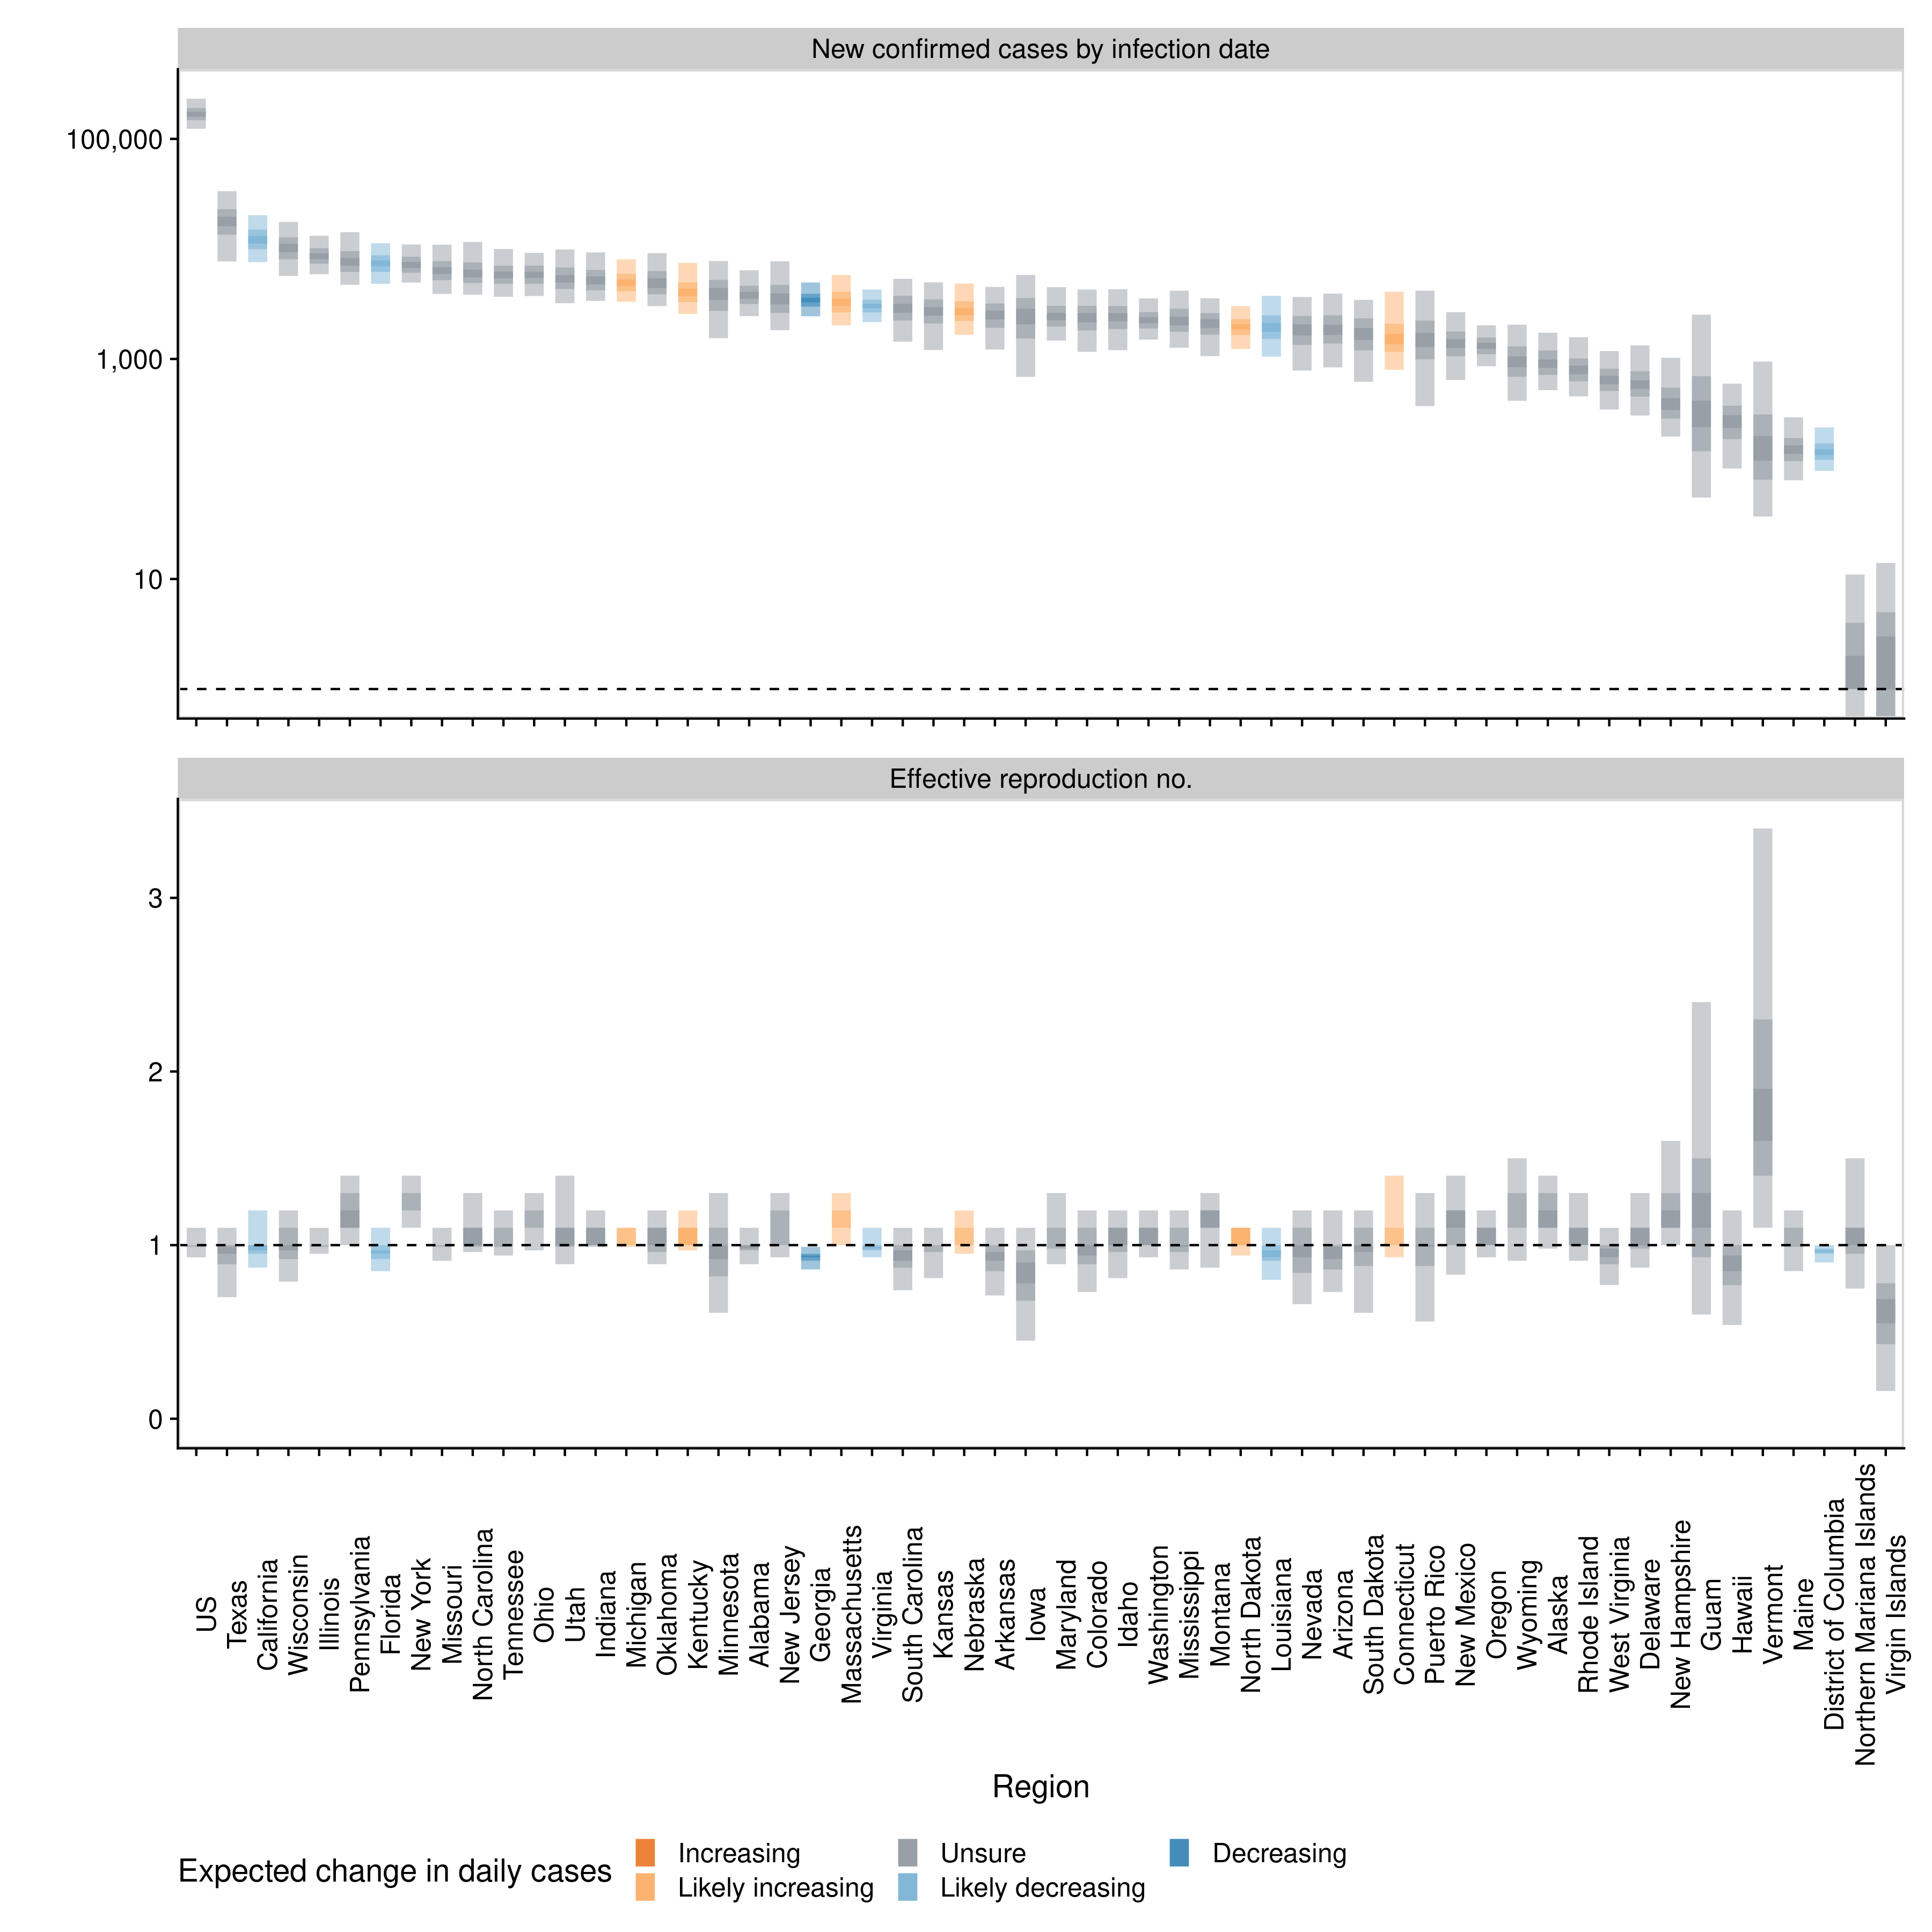 New confirmed cases by infection date
100,000
1,000
10
Effective reproduction no.
3
2
1
0
US
Texas
California
Wisconsin
Illinois
Pennsylvania
Florida
New York
Missouri
North Carolina
Tennessee
Ohio
Utah
Indiana
Michigan
Oklahoma
Kentucky
Minnesota
Alabama
New Jersey
Georgia
Massachusetts
Virginia
South Carolina
Kansas
Nebraska
Arkansas
Iowa
Maryland
Colorado
Idaho
Washington
Mississippi
Montana
North Dakota
Louisiana
Nevada
Arizona
South Dakota
Connecticut
Puerto Rico
New Mexico
Oregon
Wyoming
Alaska
Rhode Island
West Virginia
Delaware
New Hampshire
Guam
Hawaii
Vermont
Maine
District of Columbia
Northern Mariana Islands
Virgin Islands
Region
Expected change in daily cases
Increasing
Likely increasing
Unsure
Likely decreasing
Decreasing